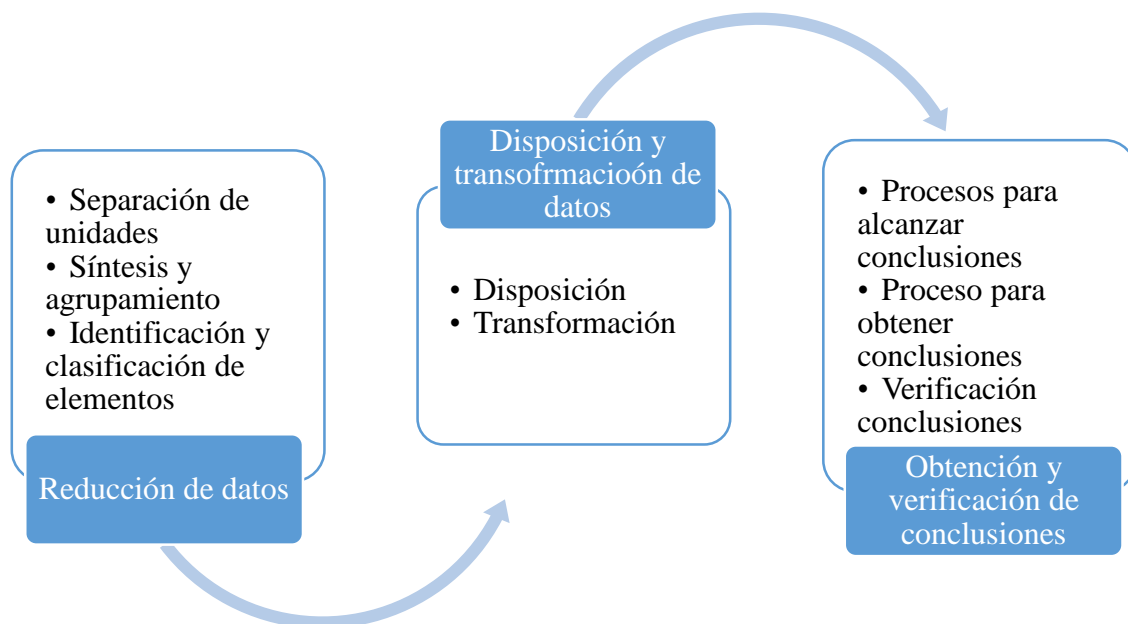 • Separación de
unidades
• Síntesis y
agrupamiento
• Identificación y
clasificación de
elementos
Reducción de datos
Disposición y
transofrmacioón de
datos
• Disposición
• Transformación
• Procesos para
alcanzar
conclusiones
• Proceso para
obtener
conclusiones
• Verificación
conclusiones
Obtención y
verificación de
conclusiones